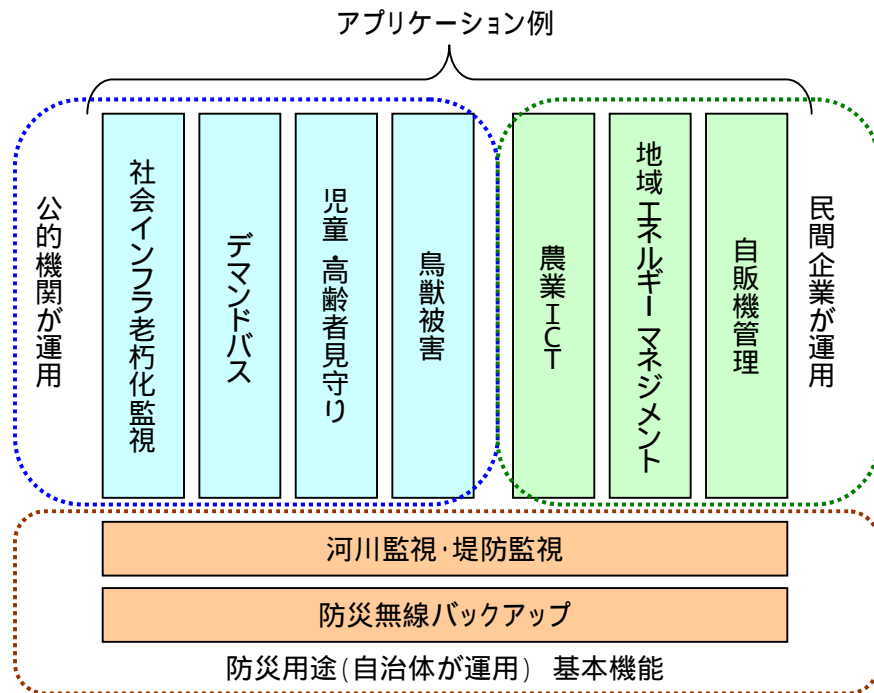 アプリケーション例
公的機関が運用
社会インフラ老朽化監視
デマンドバス
児童・高齢者見守り
鳥獣被害
農業ICT
地域エネルギーマネジメント
自販機管理
民間企業が運用
河川監視・堤防監視
防災無線バックアップ
防災用途(自治体が運用) 基本機能